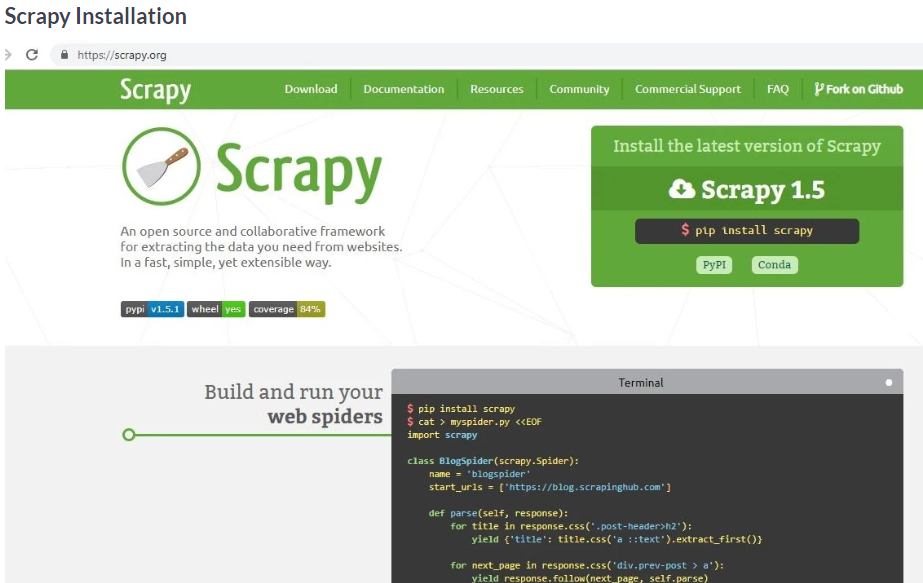 Scrapy Installation
https://scrapy.org
Scrapy Download Documentation Resources Community Commercial Support FAQ Fork on Github
Scrapy
An open source and collaborative framework
for extracting the data you need from websites.
In a fast, simple, yet extensible way.
pypi v1.5.1 wheel yes coverage 84%
Install the latest version of Scrapy
Scrapy 1.5
$ pip install scrapy
PyPI Conda
Build and run your
web spiders
Terminal
$ pip install scrapy
$ cat > myspider.py <<EOF
import scrapy
class BlogSpider(scrapy.Spider):
name = 'blogspider'
start_urls = ['https://blog.scrapinghub.com']
def parse(self, response):
for title in response.css('.post-header>h2'):
yield {'title': title.css('a ::text').extract_first()}
for next_page in response.css('div.prev-post > a'):
yield response.follow(next_page, self.parse)